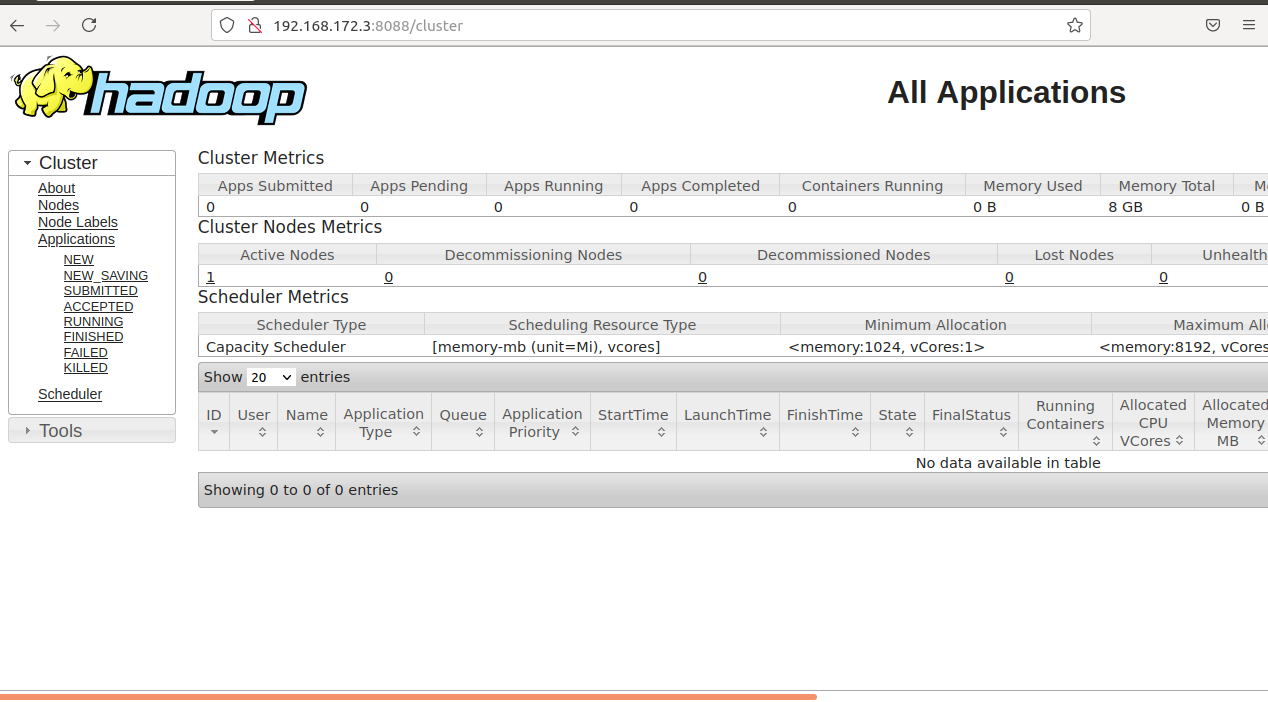 192.168.172.3:8088/cluster
hadoop
All Applications
Cluster
About
Nodes
Node Labels
Applications
NEW
NEW_SAVING
SUBMITTED
ACCEPTED
RUNNING
FINISHED
FAILED
KILLED
Scheduler
Tools
Cluster Metrics
Apps Submitted Apps Pending Apps Running Apps Completed Containers Running Memory Used Memory Total
0 0 0 0 0 0 B 8 GB 0 B
Cluster Nodes Metrics
Active Nodes Decommissioning Nodes Decommissioned Nodes Lost Nodes Unhealth
1 0 0 0 0
Scheduler Metrics
Scheduler Type Scheduling Resource Type Minimum Allocation Maximum All
Capacity Scheduler [memory-mb (unit=Mi), vcores] <memory:1024, vCores:1> <memory:8192, vCores
Show 20 entries
ID User Name Application Type Queue Application Priority StartTime LaunchTime FinishTime State FinalStatus Running Containers Allocated CPU VCores Allocated Memory MB
No data available in table
Showing 0 to 0 of 0 entries